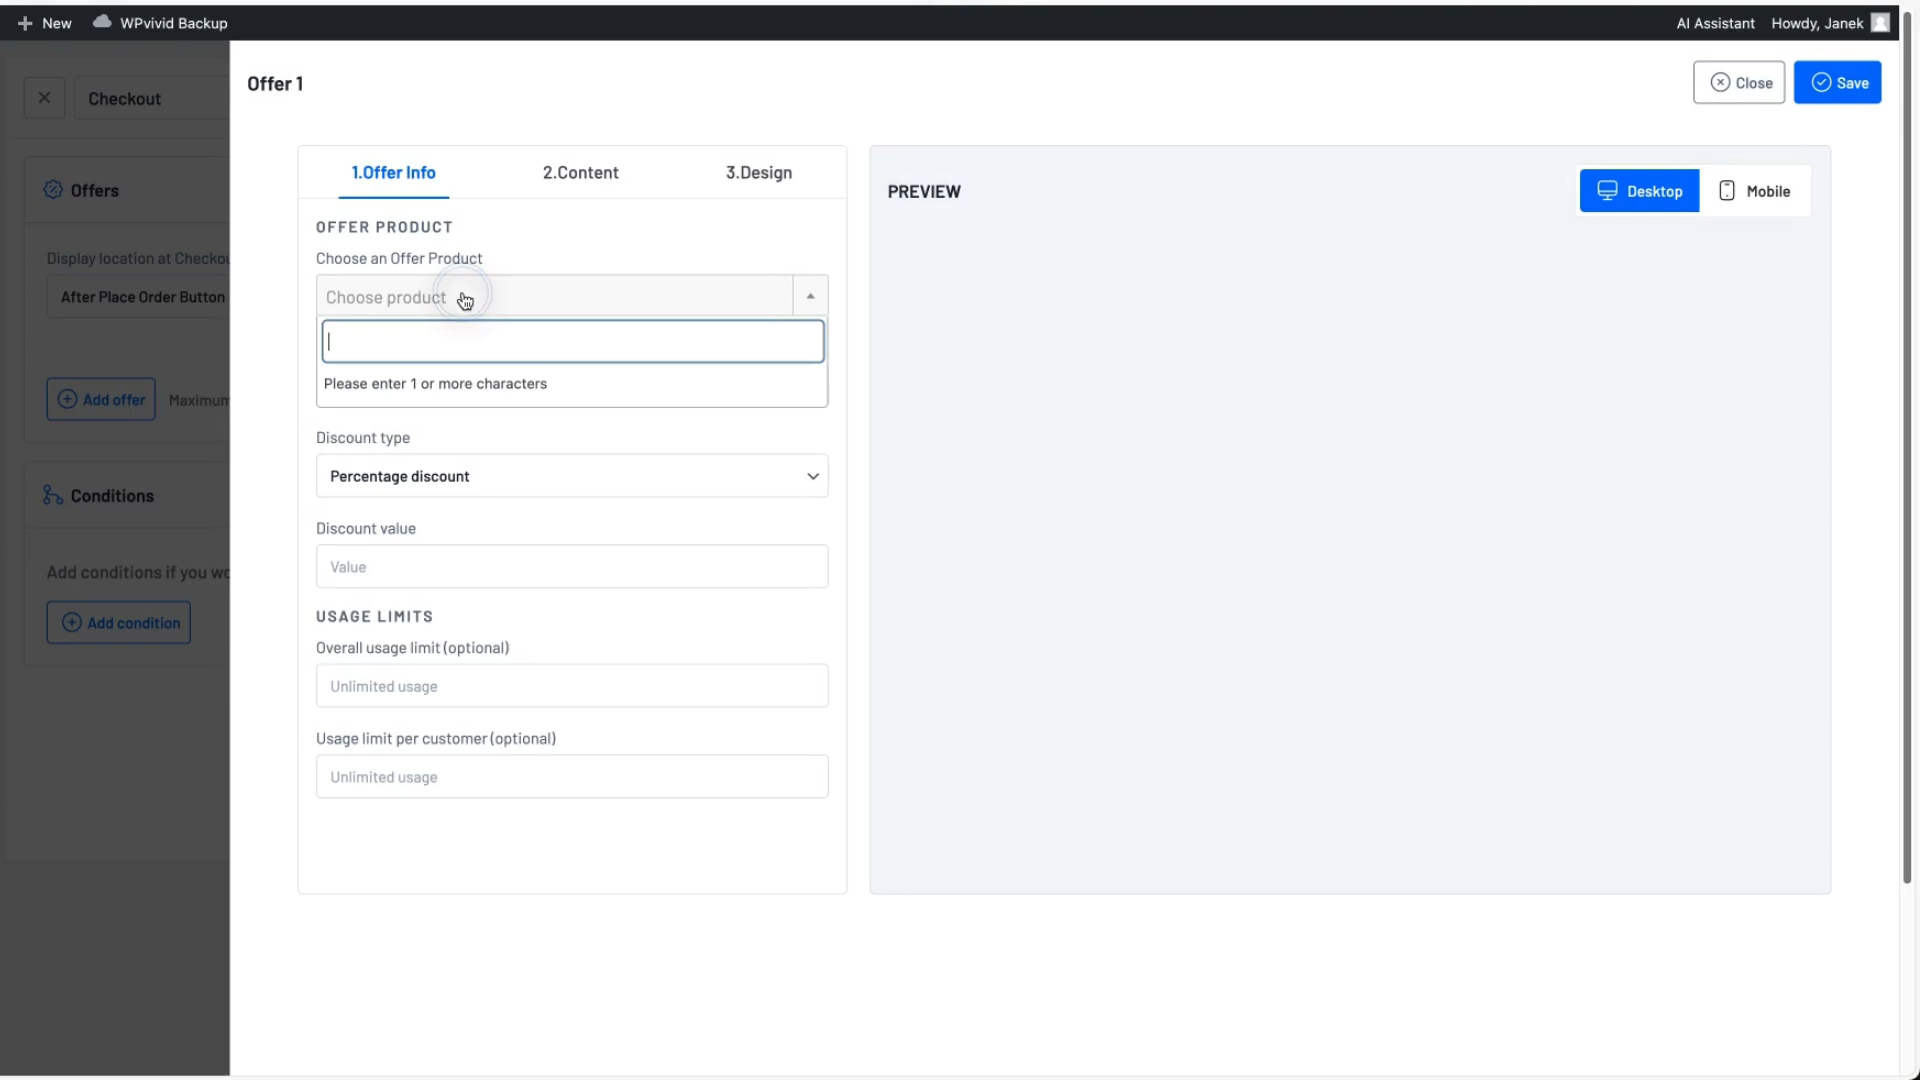 New
WPvivid Backup
AI Assistant
Howdy, Janek
Checkout
Offer 1
Close
Save
Offers
Display location at Checkou
After Place Order Button
Add offer
Maximum
Conditions
Add conditions if you wo
Add condition
1.Offer Info
2.Content
3.Design
OFFER PRODUCT
Choose an Offer Product
Choose product
Please enter 1 or more characters
Discount type
Percentage discount
Discount value
Value
USAGE LIMITS
Overall usage limit (optional)
Unlimited usage
Usage limit per customer (optional)
Unlimited usage
PREVIEW
Desktop
Mobile